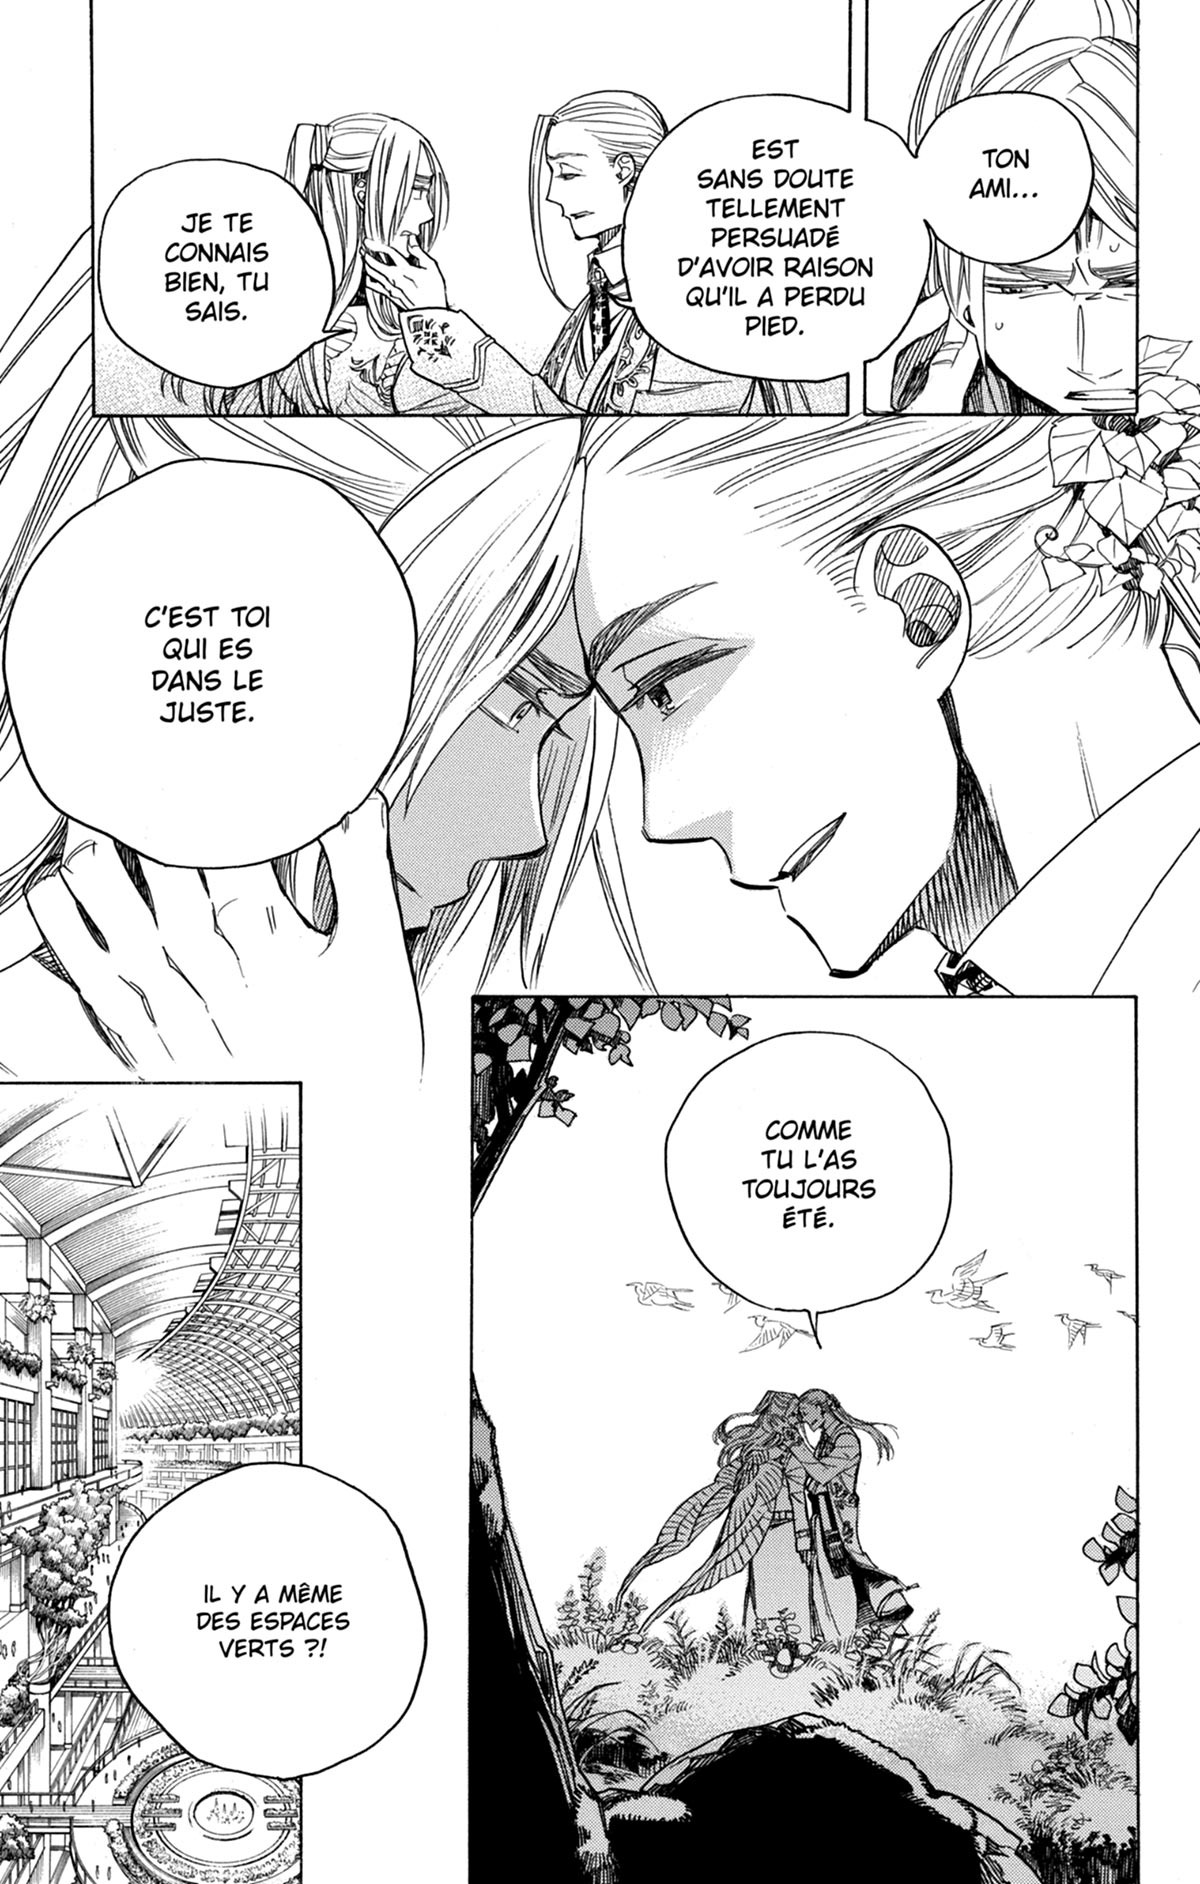 TON
AMI...
EST
SANS DOUTE
TELLEMENT
PERSUADÉ
D'AVOIR RAISON
QU'IL A PERDU
PIED.
JE TE
CONNAIS
BIEN, TU
SAIS.
C'EST TOI
QUI ES
DANS LE
JUSTE.
COMME
TU L'AS
TOUJOURS
ÉTÉ.
IL Y A MÊME
DES ESPACES
VERTS ?!